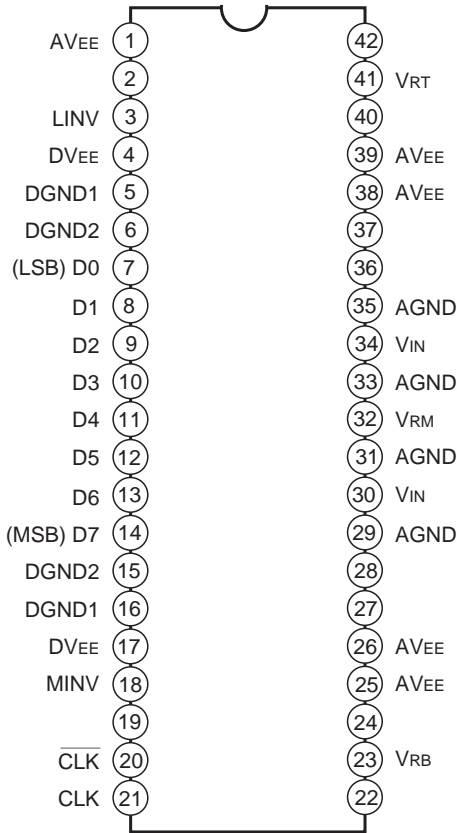 AVEE 1 42
2 41 VRT
LINV 3 40
DVEE 4 39 AVEE
DGND1 5 38 AVEE
DGND2 6 37
(LSB) D0 7 36
D1 8 35 AGND
D2 9 34 VIN
D3 10 33 AGND
D4 11 32 VRM
D5 12 31 AGND
D6 13 30 VIN
(MSB) D7 14 29 AGND
DGND2 15 28
DGND1 16 27
DVEE 17 26 AVEE
MINV 18 25 AVEE
19 24
C̅L̅K̅ 20 23 VRB
CLK 21 22